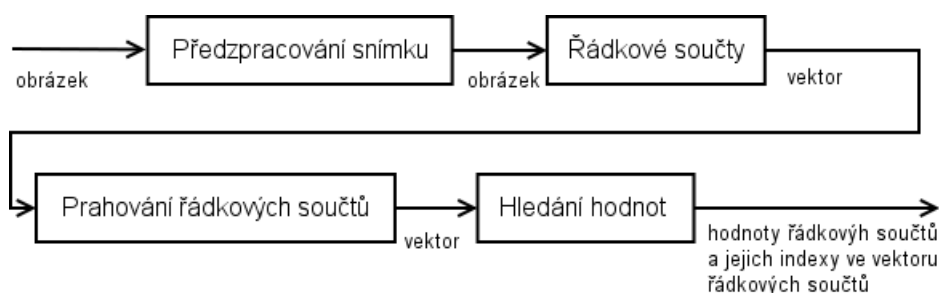 Předzpracování snímku
Řádkové součty
obrázek
obrázek
vektor
Prahování řádkových součtů
Hledání hodnot
vektor
hodnoty řádkovýh součtů
a jejich indexy ve vektoru
řádkových součtů